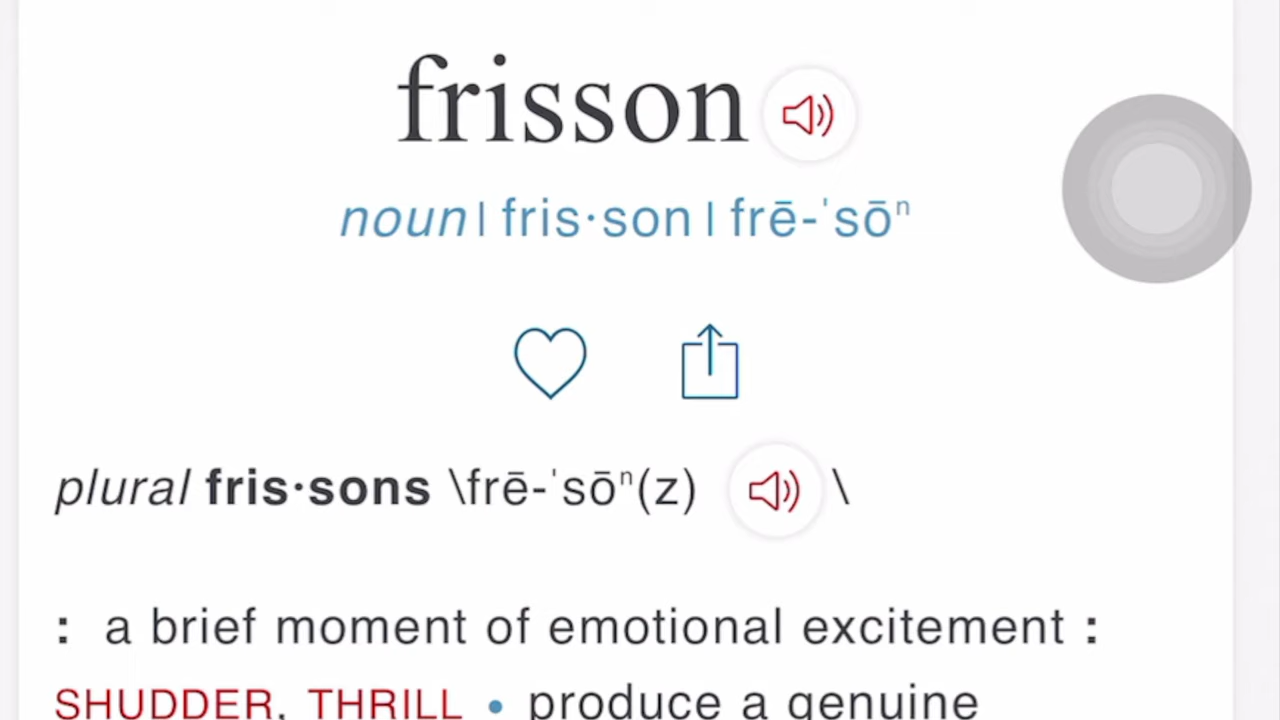 frisson
noun | fris·son | frē-ˈsōⁿ
plural fris·sons \frē-ˈsōⁿ(z) \
: a brief moment of emotional excitement :
SHUDDER, THRILL • produce a genuine